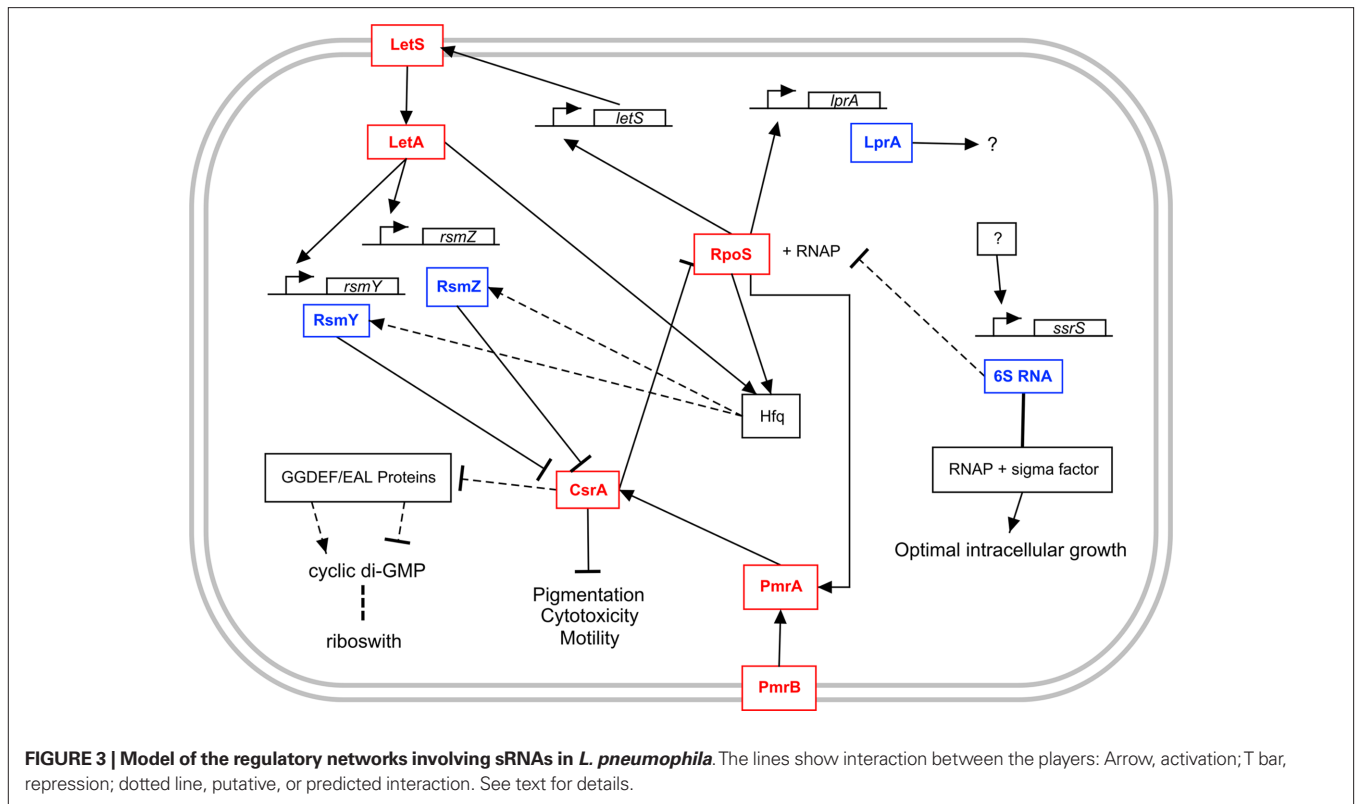 LetS
letS
lprA
LetA
LprA
?
rsmZ
RpoS
+ RNAP
?
rsmY
RsmZ
RsmY
ssrS
6S RNA
Hfq
GGDEF/EAL Proteins
CsrA
RNAP + sigma factor
Optimal intracellular growth
cyclic di-GMP
PmrA
Pigmentation
Cytotoxicity
Motility
riboswith
PmrB
FIGURE 3 | Model of the regulatory networks involving sRNAs in L. pneumophila. The lines show interaction between the players: Arrow, activation; T bar,
repression; dotted line, putative, or predicted interaction. See text for details.